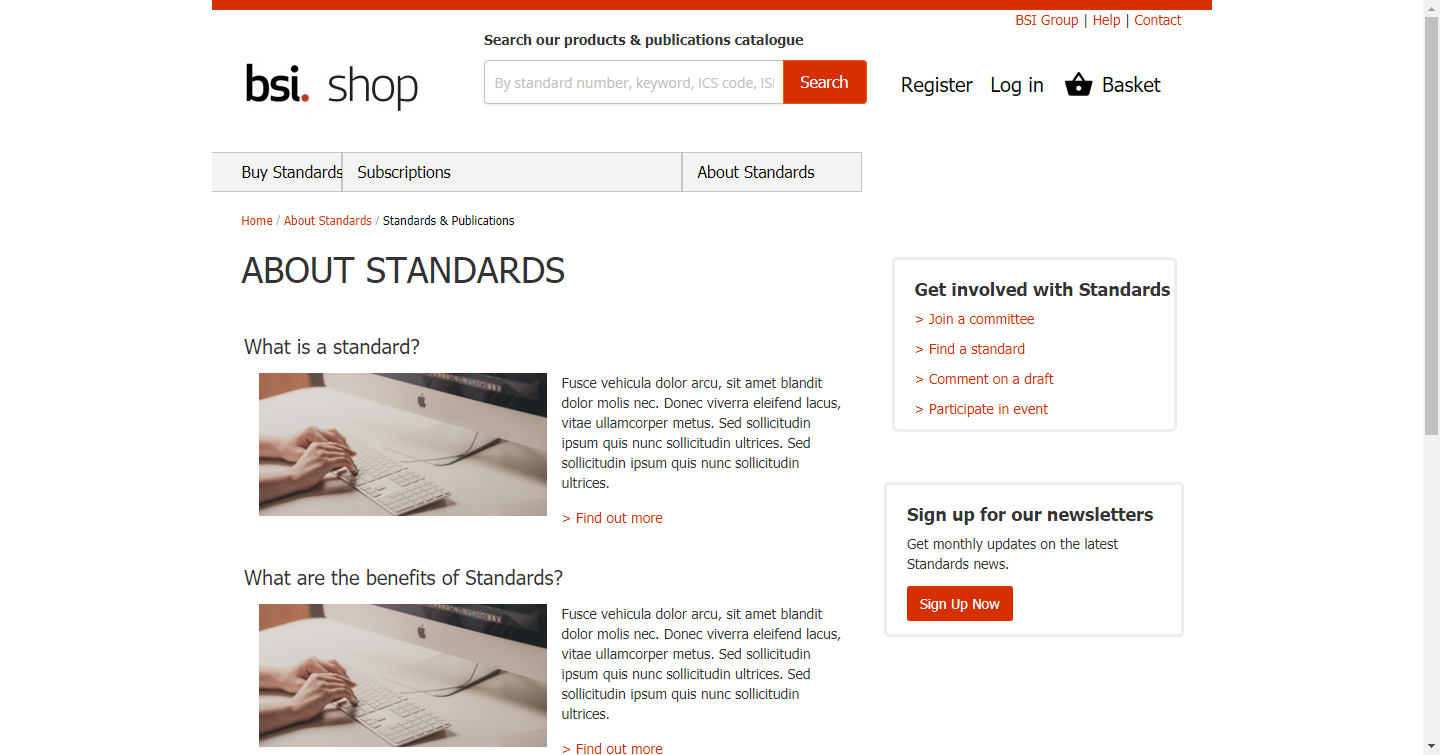 BSI Group | Help | Contact
Search our products & publications catalogue
bsi. shop
By standard number, keyword, ICS code, ISI
Search
Register
Log in
Basket
Buy Standards
Subscriptions
About Standards
Home / About Standards / Standards & Publications
ABOUT STANDARDS
What is a standard?
Fusce vehicula dolor arcu, sit amet blandit
dolor molis nec. Donec viverra eleifend lacus,
vitae ullamcorper metus. Sed sollicitudin
ipsum quis nunc sollicitudin ultrices. Sed
sollicitudin ipsum quis nunc sollicitudin
ultrices.
> Find out more
What are the benefits of Standards?
Fusce vehicula dolor arcu, sit amet blandit
dolor molis nec. Donec viverra eleifend lacus,
vitae ullamcorper metus. Sed sollicitudin
ipsum quis nunc sollicitudin ultrices. Sed
sollicitudin ipsum quis nunc sollicitudin
ultrices.
> Find out more
Get involved with Standards
> Join a committee
> Find a standard
> Comment on a draft
> Participate in event
Sign up for our newsletters
Get monthly updates on the latest
Standards news.
Sign Up Now